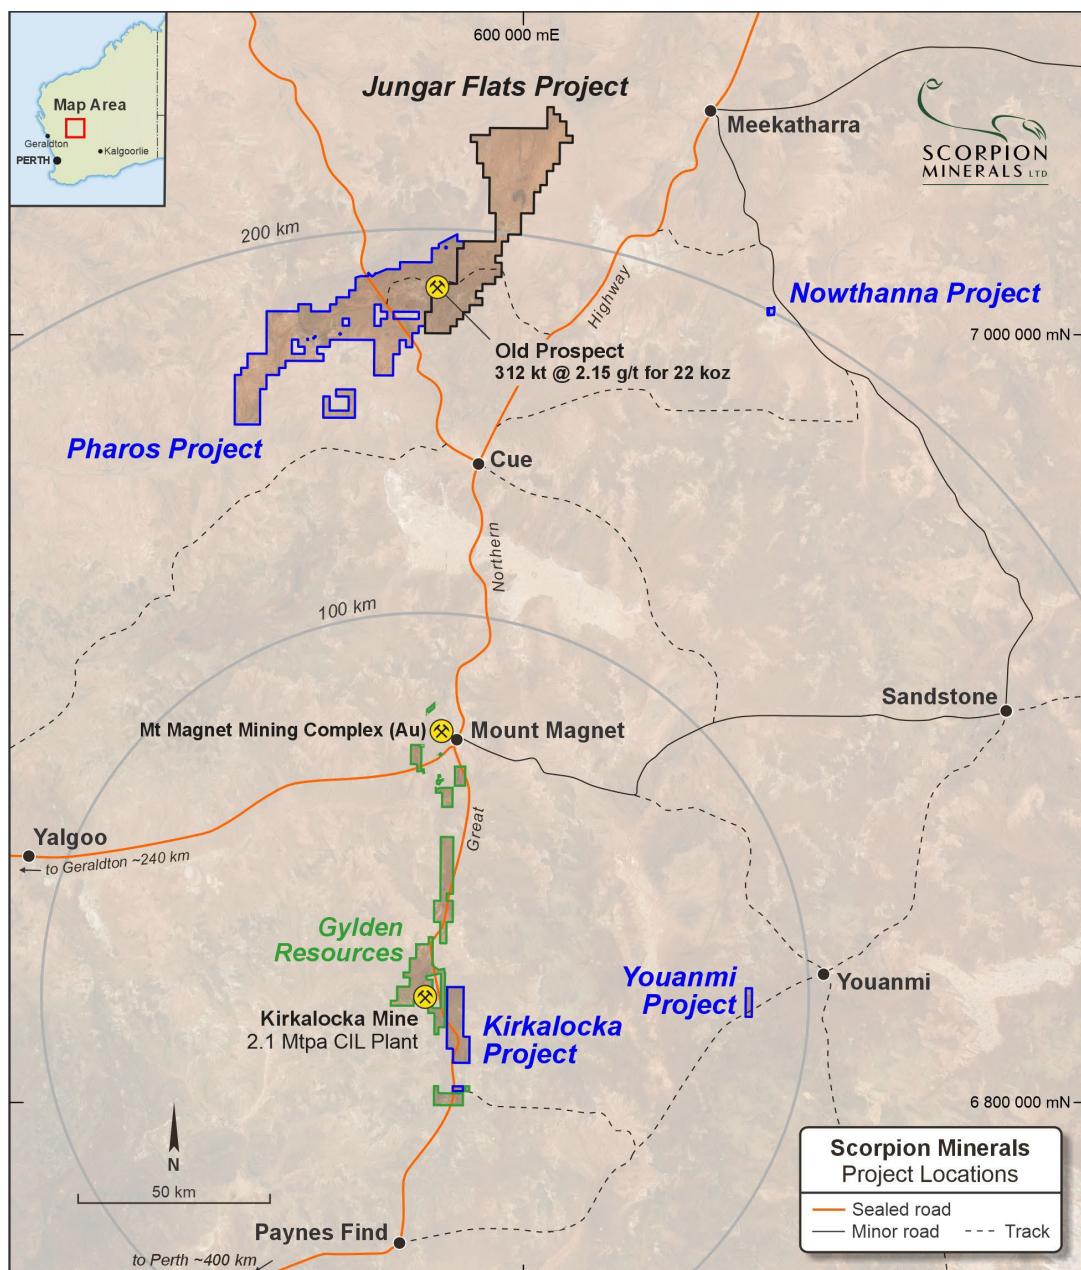 600 000 mE
Map Area
Geraldton
PERTH
Kalgoorlie
Jungar Flats Project
Meekatharra
SCORPION
MINERALS LTD
200 km
Highway
Nowthanna Project
7 000 000 mN
Old Prospect
312 kt @ 2.15 g/t for 22 koz
Pharos Project
Cue
Northern
100 km
Sandstone
Mt Magnet Mining Complex (Au)
Mount Magnet
Great
Yalgoo
to Geraldton ~240 km
Gylden
Resources
Youanmi
Project
Youanmi
Kirkalocka Mine
2.1 Mtpa CIL Plant
Kirkalocka
Project
6 800 000 mN
N
50 km
Scorpion Minerals
Project Locations
Sealed road
Minor road
Track
Paynes Find
to Perth ~400 km